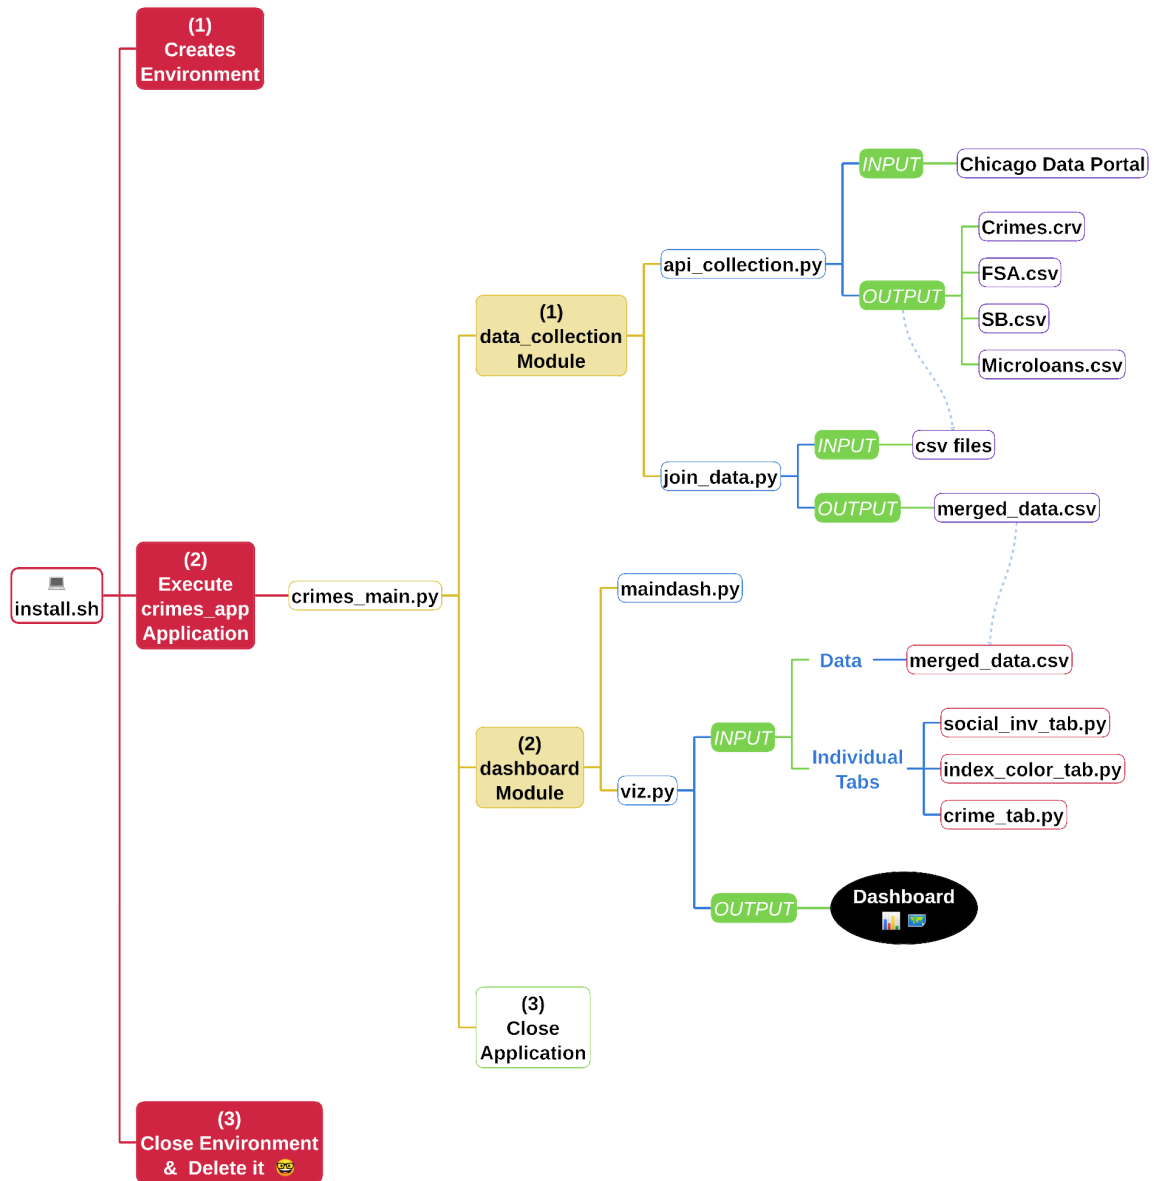 (1)
Creates
Environment
INPUT
Chicago Data Portal
Crimes.crv
api_collection.py
FSA.csv
OUTPUT
(1)
data_collection
Module
SB.csv
Microloans.csv
INPUT
csv files
join_data.py
OUTPUT
merged_data.csv
(2)
Execute
crimes_app
Application
install.sh
crimes_main.py
maindash.py
Data
merged_data.csv
social_inv_tab.py
(2)
dashboard
Module
INPUT
Individual
Tabs
index_color_tab.py
viz.py
crime_tab.py
OUTPUT
Dashboard
(3)
Close
Application
(3)
Close Environment
& Delete it